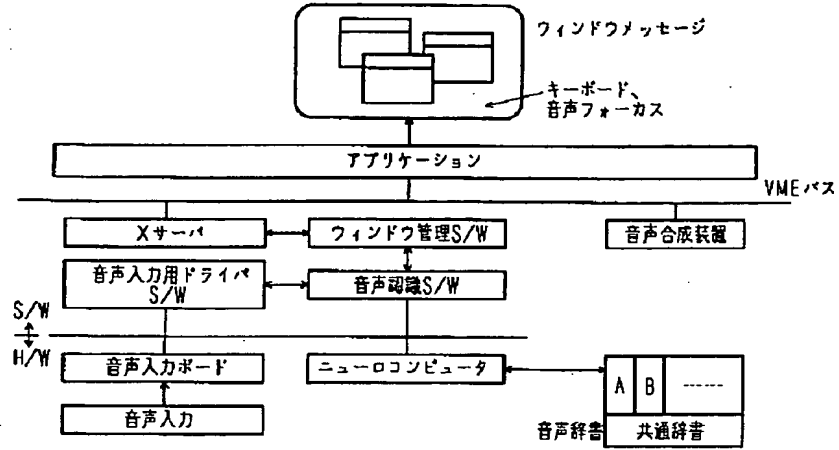 ウィンドウメッセージ
キーボード、
音声フォーカス
アプリケーション
VMEバス
Xサーバ
ウィンドウ管理S/W
音声合成装置
音声入力用ドライバ
S/W
音声認識S/W
S/W
H/W
音声入力ボード
ニューロコンピュータ
A
B
------
音声入力
音声辞書
共通辞書